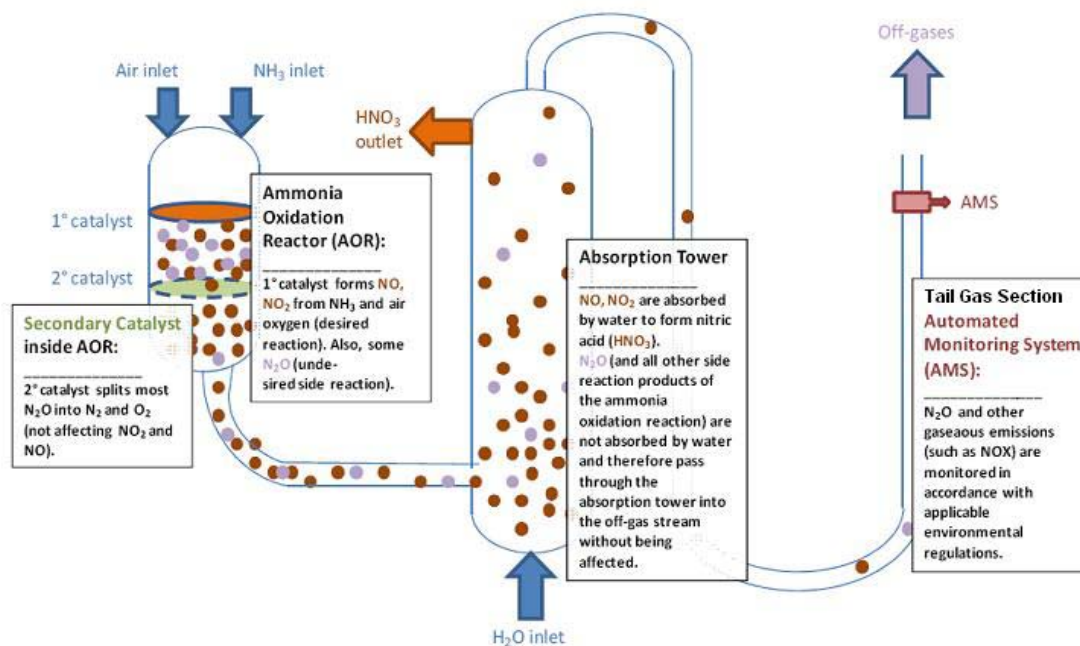 Air inlet
NH₃ inlet
1° catalyst
2° catalyst
Secondary Catalyst
inside AOR:
______________
2° catalyst splits most
N₂O into N₂ and O₂
(not affecting NO₂ and
NO).
Ammonia
Oxidation
Reactor (AOR):
______________
1° catalyst forms NO,
NO₂ from NH₃ and air
oxygen (desired
reaction). Also, some
N₂O (unde-
sired side reaction).
HNO₃
outlet
Absorption Tower
______________
NO, NO₂ are absorbed
by water to form nitric
acid (HNO₃).
N₂O (and all other side
reaction products of
the ammonia
oxidation reaction) are
not absorbed by water
and therefore pass
through the
absorption tower into
the off-gas stream
without being
affected.
H₂O inlet
Off-gases
AMS
Tail Gas Section
Automated
Monitoring System
(AMS):
______________
N₂O and other
gaseaous emissions
(such as NOX) are
monitored in
accordance with
applicable
environmental
regulations.